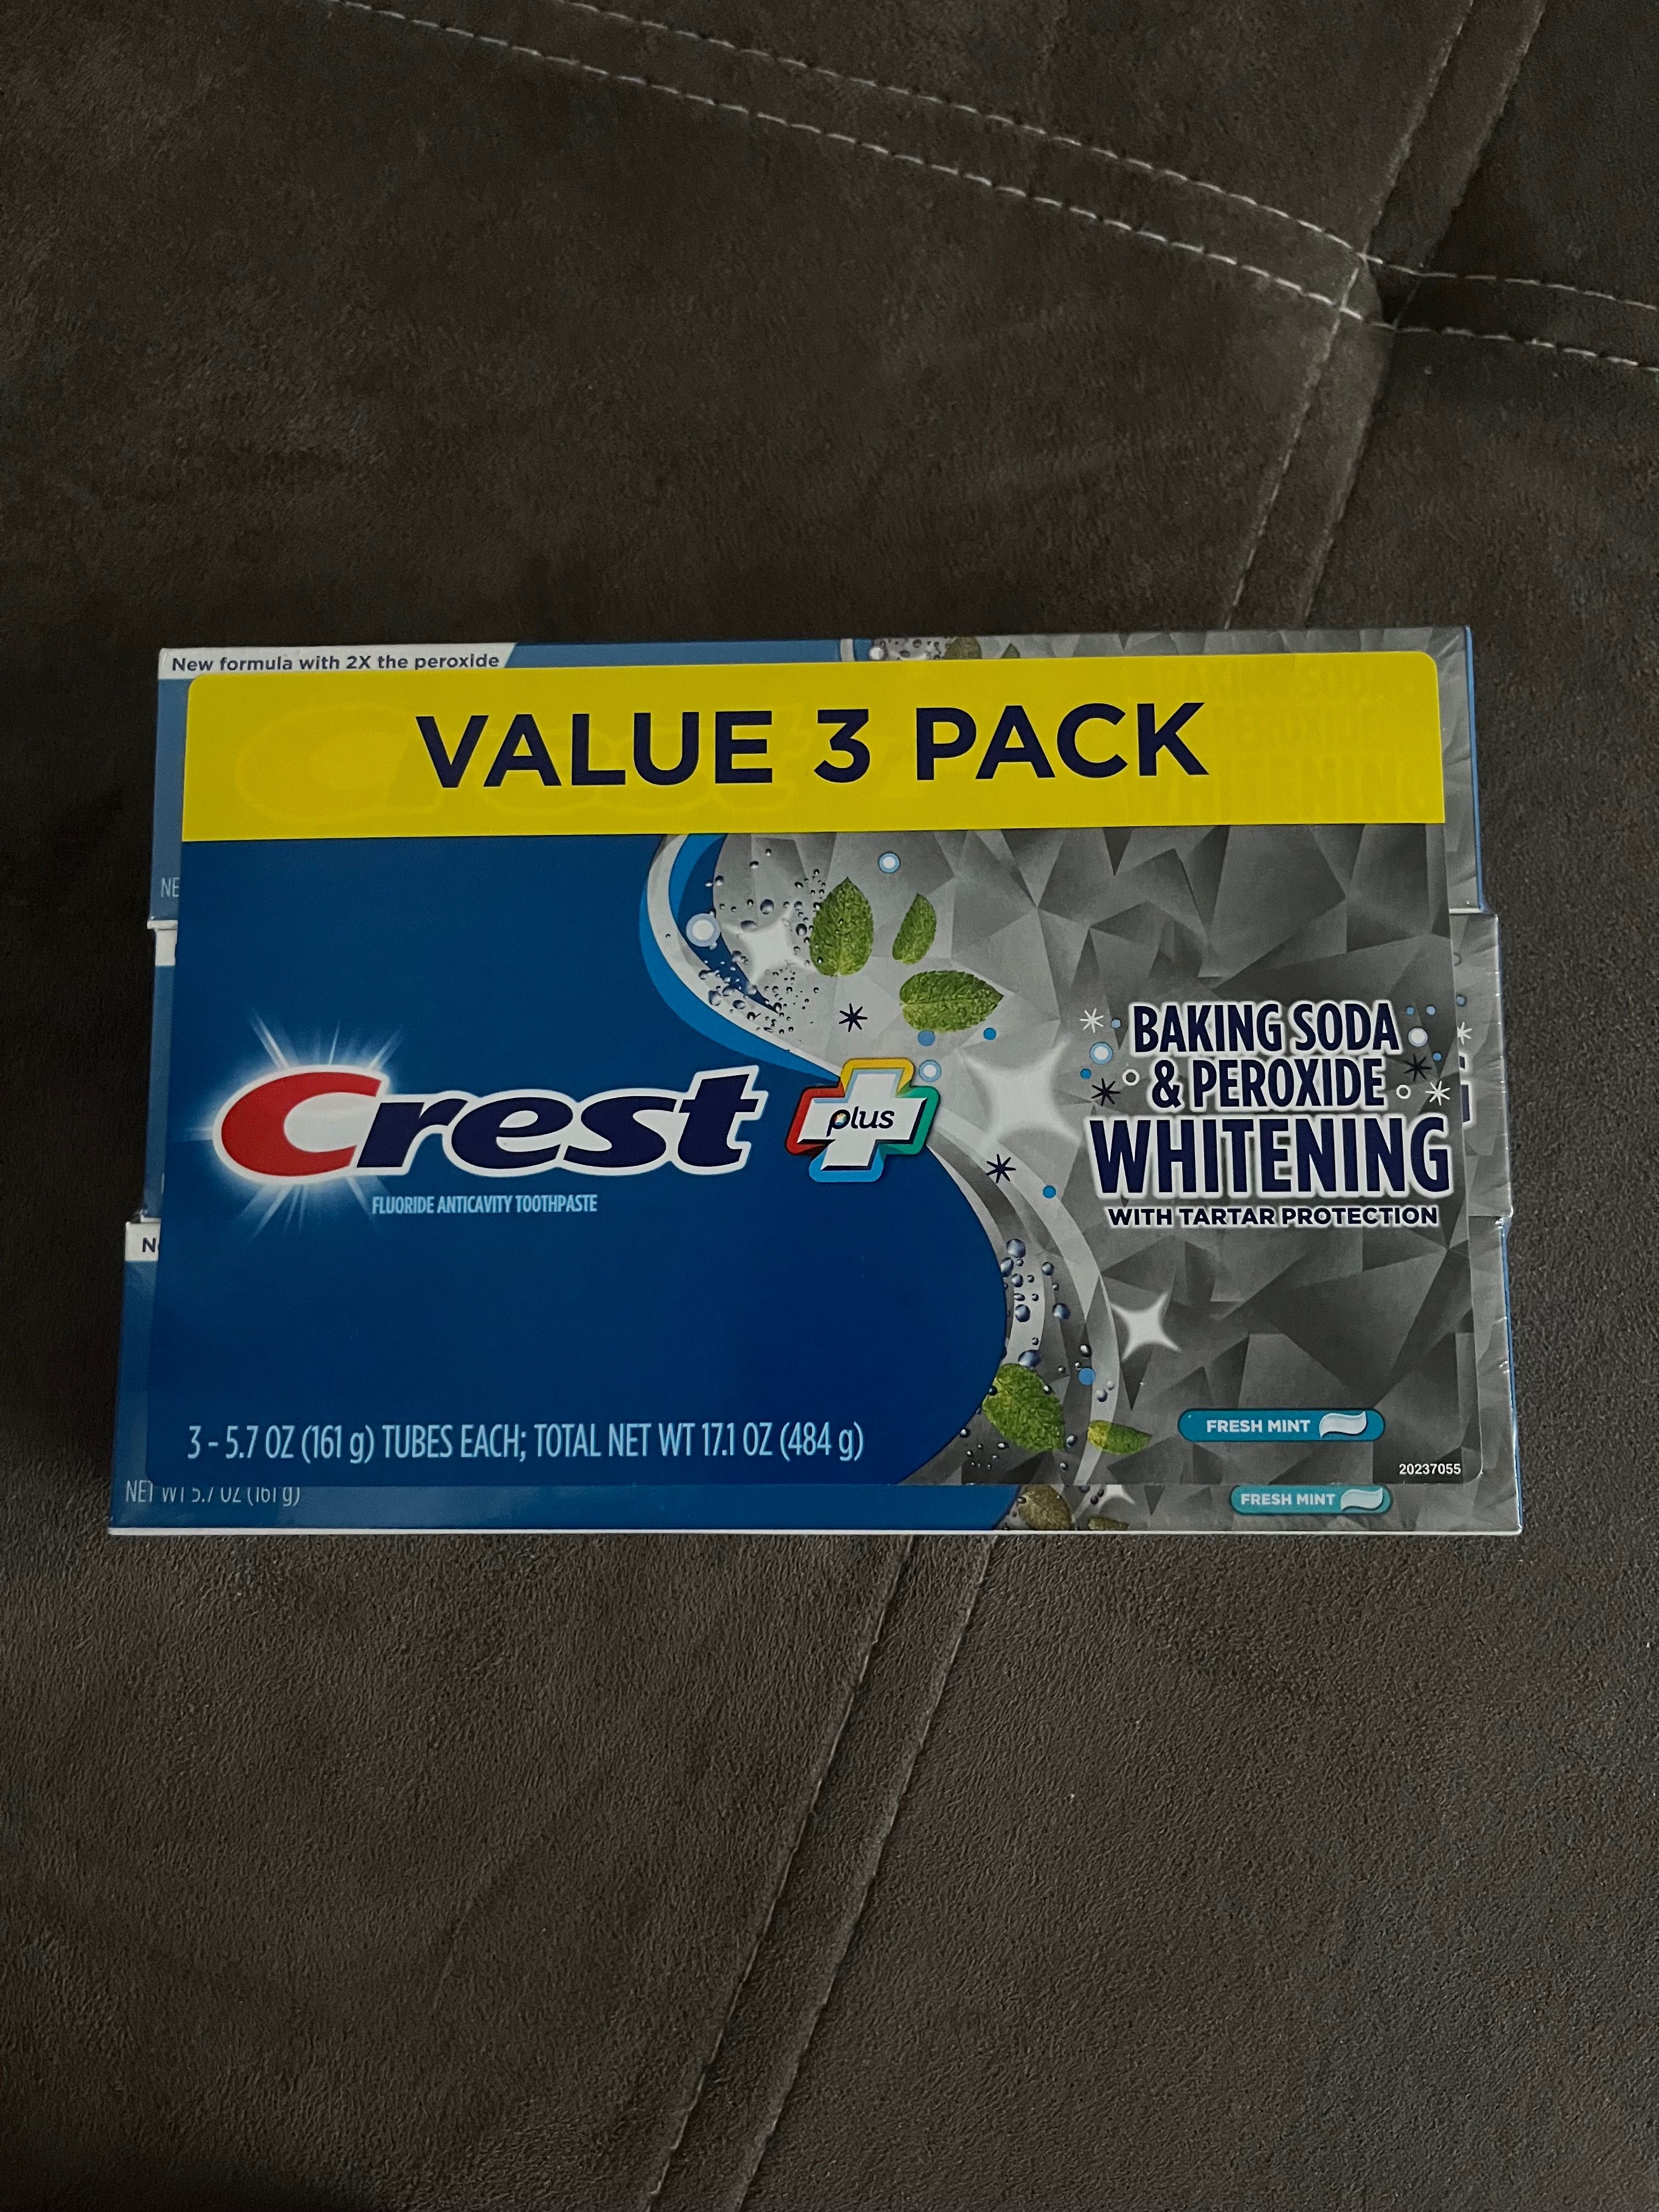 New formula with 2X the peroxide
VALUE 3 PACK
NE
BAKING SODA
& PEROXIDE
WHITENING
WITH TARTAR PROTECTION
Crest plus
FLUORIDE ANTICAVITY TOOTHPASTE
N
3 - 5.7 OZ (161 g) TUBES EACH; TOTAL NET WT 17.1 OZ (484 g)
FRESH MINT
20237055
NET WT 5.7 OZ (161 g)
FRESH MINT